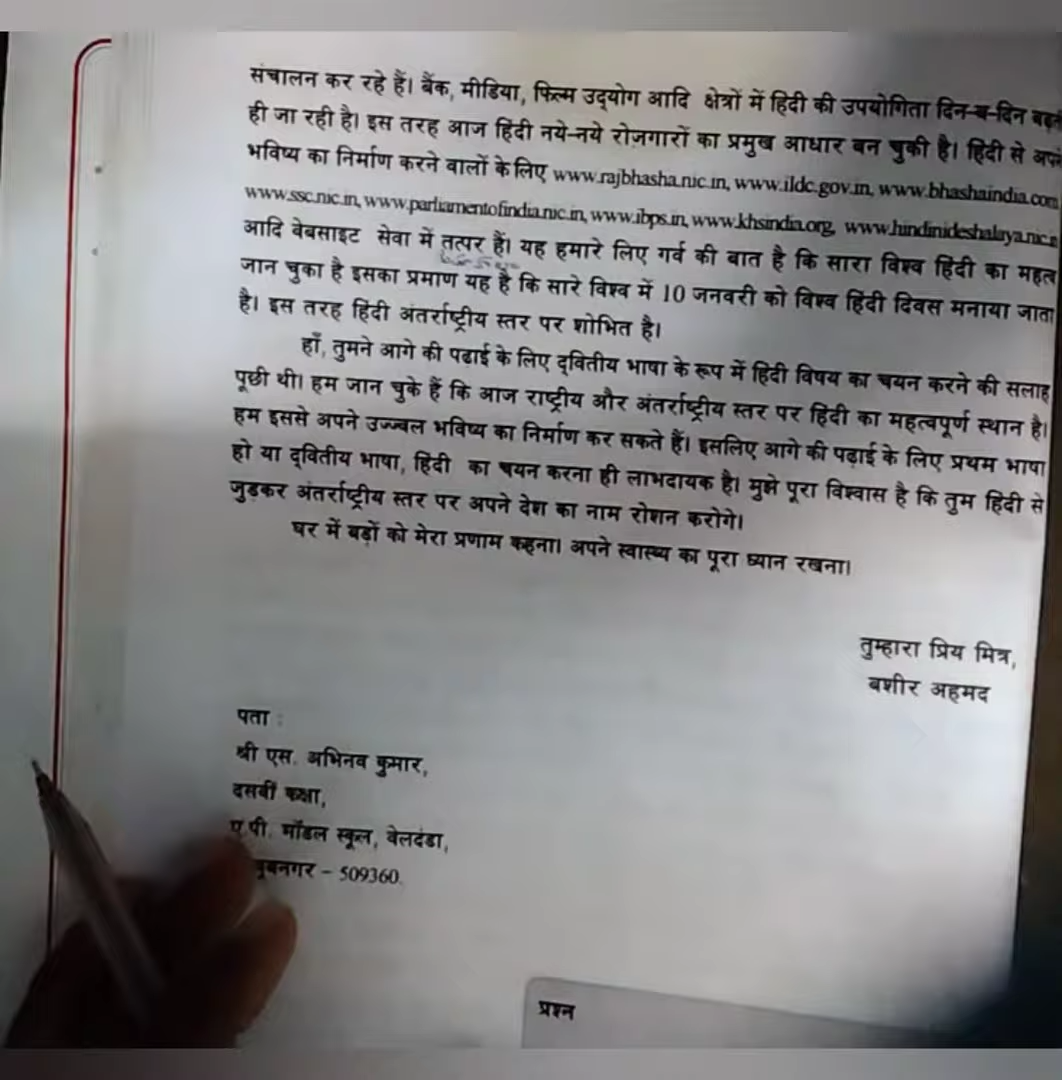 संचालन कर रहे हैं। बैंक, मीडिया, फिल्म उद्योग आदि क्षेत्रों में हिंदी की उपयोगिता दिन-ब-दिन
ही जा रही है। इस तरह आज हिंदी नये-नये रोज़गारों का प्रमुख आधार बन चुकी है। हिंदी से
भविष्य का निर्माण करने वालों के लिए www.rajbhasha.nic.in, www.ildc.gov.in, www.bhashaindia.com
www.ssc.nic.in, www.parliamentofindia.nic.in, www.ibps.in, www.khsindia.org, www.hindinideshalaya.nic.
आदि वेबसाइट सेवा में तत्पर हैं। यह हमारे लिए गर्व की बात है कि सारा विश्व हिंदी का महत्व
जान चुका है इसका प्रमाण यह है कि सारे विश्व में 10 जनवरी को विश्व हिंदी दिवस मनाया जाता
है। इस तरह हिंदी अंतर्राष्ट्रीय स्तर पर शोभित है।
हाँ, तुमने आगे की पढाई के लिए द्वितीय भाषा के रूप में हिंदी विषय का चयन करने की सलाह
पूछी थी। हम जान चुके हैं कि आज राष्ट्रीय और अंतर्राष्ट्रीय स्तर पर हिंदी का महत्वपूर्ण स्थान है।
हम इससे अपने उज्ज्वल भविष्य का निर्माण कर सकते हैं। इसलिए आगे की पढ़ाई के लिए प्रथम भाषा
हो या द्वितीय भाषा, हिंदी का चयन करना ही लाभदायक है। मुझे पूरा विश्वास है कि तुम हिंदी से
जुडकर अंतर्राष्ट्रीय स्तर पर अपने देश का नाम रोशन करोगे।
घर में बड़ों को मेरा प्रणाम कहना। अपने स्वास्थ्य का पूरा ध्यान रखना।
तुम्हारा प्रिय मित्र,
बशीर अहमद
पता :
श्री एस. अभिनव कुमार,
दसवीं कक्षा,
ए.पी. मॉडल स्कूल, वेलदंडा,
– 509360.
प्रश्न